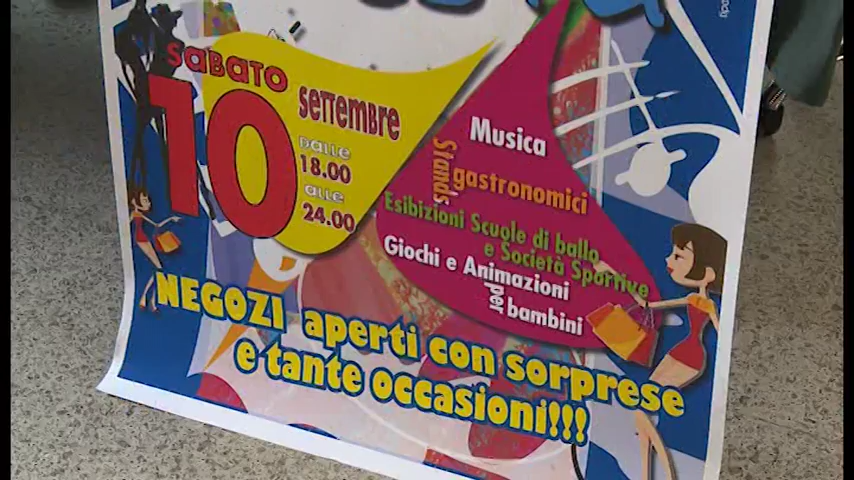 SABATO
10
SETTEMBRE
DALLE
18.00
ALLE
24.00
Musica
Stands
gastronomici
Esibizioni Scuole di ballo
e Società Sportive
Giochi e Animazioni
per
bambini
NEGOZI aperti con sorprese
e tante occasioni!!!